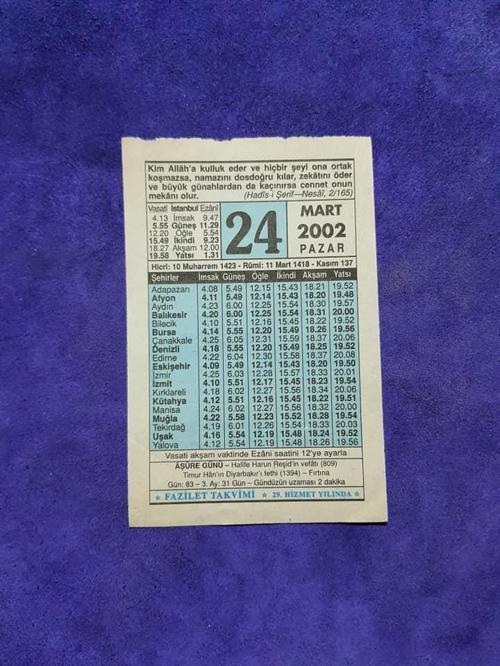 Kim Allâh'a kulluk eder ve hiçbir şeyi ona ortak
koşmazsa, namazını dosdoğru kılar, zekâtını öder
ve büyük günahlardan da kaçınırsa cennet onun
mekânı olur. (Hadîs-i Şerîf—Nesâî, 2/165)
Vasatî İstanbul Ezânî
4.13 İmsak 9.47
5.55 Güneş 11.29
12.20 Öğle 5.54
15.49 İkindi 9.23
18.27 Akşam 12.00
19.58 Yatsı 1.31
24
MART
2002
PAZAR
Hicrî: 10 Muharrem 1423 - Rûmî: 11 Mart 1418 - Kasım 137
Şehirler İmsak Güneş Öğle İkindi Akşam Yatsı
Adapazarı 4.08 5.49 12.15 15.43 18.21 19.52
Afyon 4.11 5.49 12.14 15.43 18.20 19.48
Aydın 4.23 6.00 12.25 15.54 18.30 19.57
Balıkesir 4.20 6.00 12.25 15.54 18.31 20.00
Bilecik 4.10 5.51 12.16 15.45 18.22 19.52
Bursa 4.14 5.55 12.20 15.49 18.26 19.56
Çanakkale 4.25 6.05 12.31 15.59 18.37 20.06
Denizli 4.18 5.55 12.20 15.49 18.25 19.52
Edirne 4.22 6.04 12.30 15.58 18.37 20.08
Eskişehir 4.09 5.49 12.14 15.43 18.20 19.50
İzmir 4.25 6.03 12.28 15.57 18.33 20.01
İzmit 4.10 5.51 12.17 15.45 18.23 19.54
Kırklareli 4.18 6.02 12.27 15.56 18.34 20.06
Kütahya 4.12 5.51 12.16 15.45 18.22 19.51
Manisa 4.24 6.02 12.27 15.56 18.32 20.00
Muğla 4.22 5.58 12.23 15.52 18.28 19.54
Tekirdağ 4.19 6.01 12.26 15.54 18.33 20.04
Uşak 4.16 5.54 12.19 15.48 18.24 19.52
Yalova 4.12 5.54 12.19 15.48 18.26 19.56
Vasati akşam vaktinde Ezânî saatini 12'ye ayarla
AŞÛRE GÜNÜ – Halife Harun Reşid'in vefâtı (809)
Timur Hân'ın Diyarbakır'ı fethi (1394) – Fırtına
Gün: 83 – 3. Ay: 31 Gün – Gündüzün uzaması 2 dakika
★ FAZİLET TAKVİMİ ★ 29. HİZMET YILINDA ★